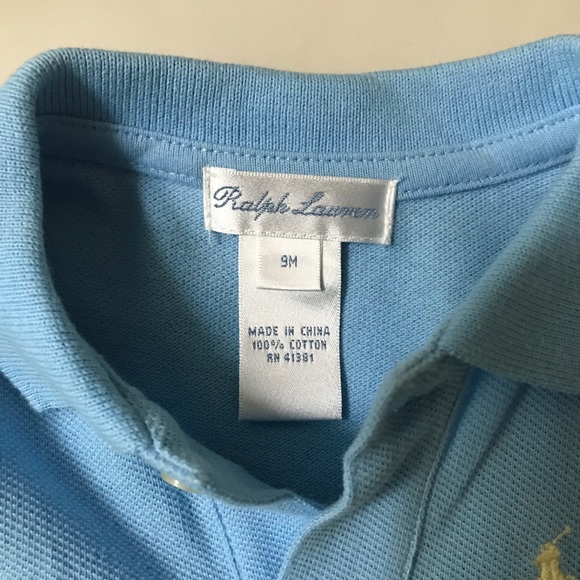 Ralph Lauren
9M
MADE IN CHINA
100% COTTON
RN 41381